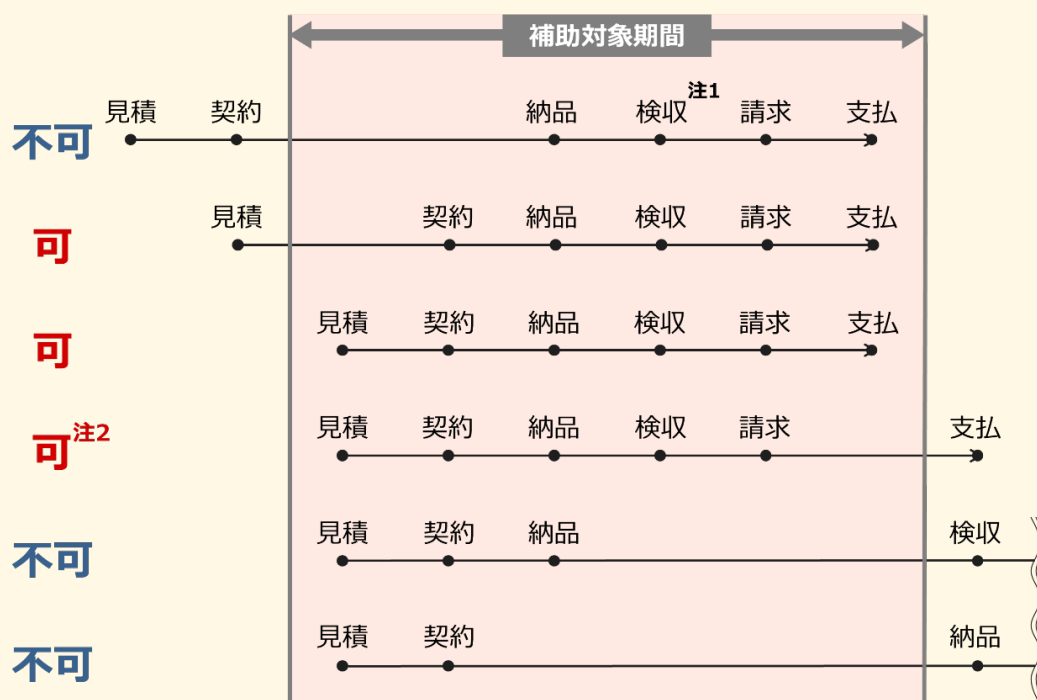 補助対象期間
不可 見積 契約 納品 検収注1 請求 支払
可 見積 契約 納品 検収 請求 支払
可 見積 契約 納品 検収 請求 支払
可注2 見積 契約 納品 検収 請求 支払
不可 見積 契約 納品 検収
不可 見積 契約 納品